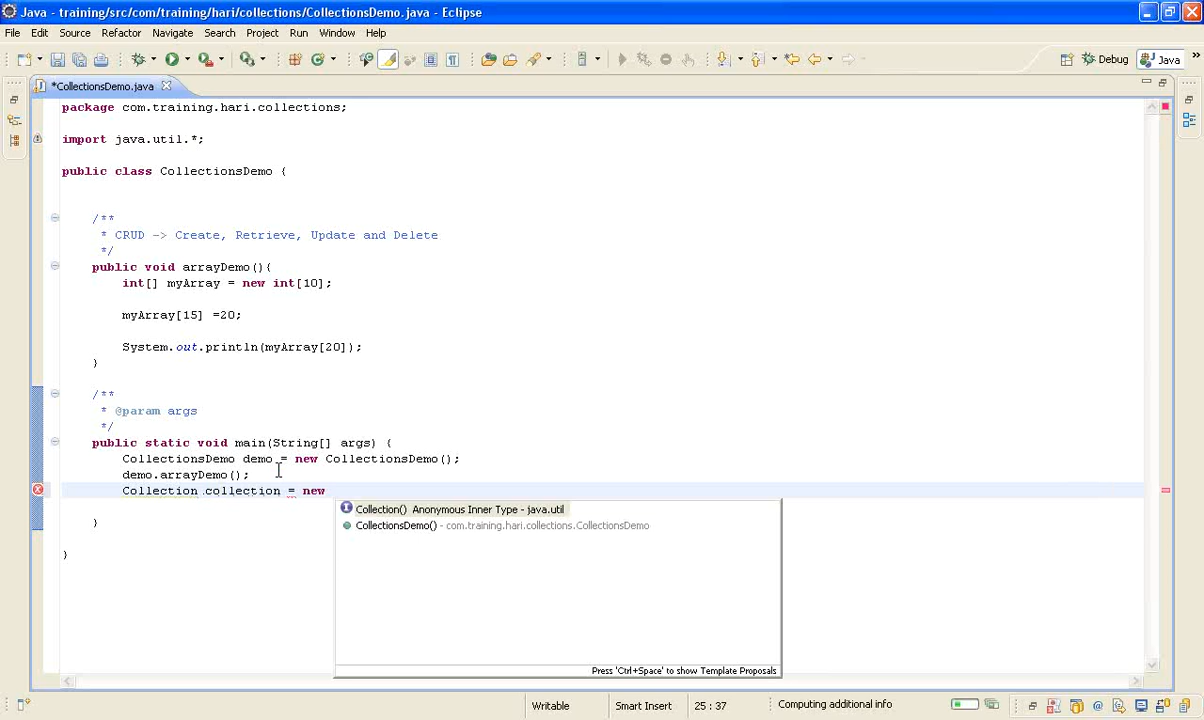 Java - training/src/com/training/hari/collections/CollectionsDemo.java - Eclipse
File Edit Source Refactor Navigate Search Project Run Window Help
Debug Java
*CollectionsDemo.java
package com.training.hari.collections;
import java.util.*;
public class CollectionsDemo {
/**
* CRUD -> Create, Retrieve, Update and Delete
*/
public void arrayDemo(){
int[] myArray = new int[10];
myArray[15] =20;
System.out.println(myArray[20]);
}
/**
* @param args
*/
public static void main(String[] args) {
CollectionsDemo demo = new CollectionsDemo();
demo.arrayDemo();
Collection collection = new
Collection() Anonymous Inner Type - java.util
CollectionsDemo() - com.training.hari.collections.CollectionsDemo
}
}
Press 'Ctrl+Space' to show Template Proposals
Writable Smart Insert 25 : 37 Computing additional info